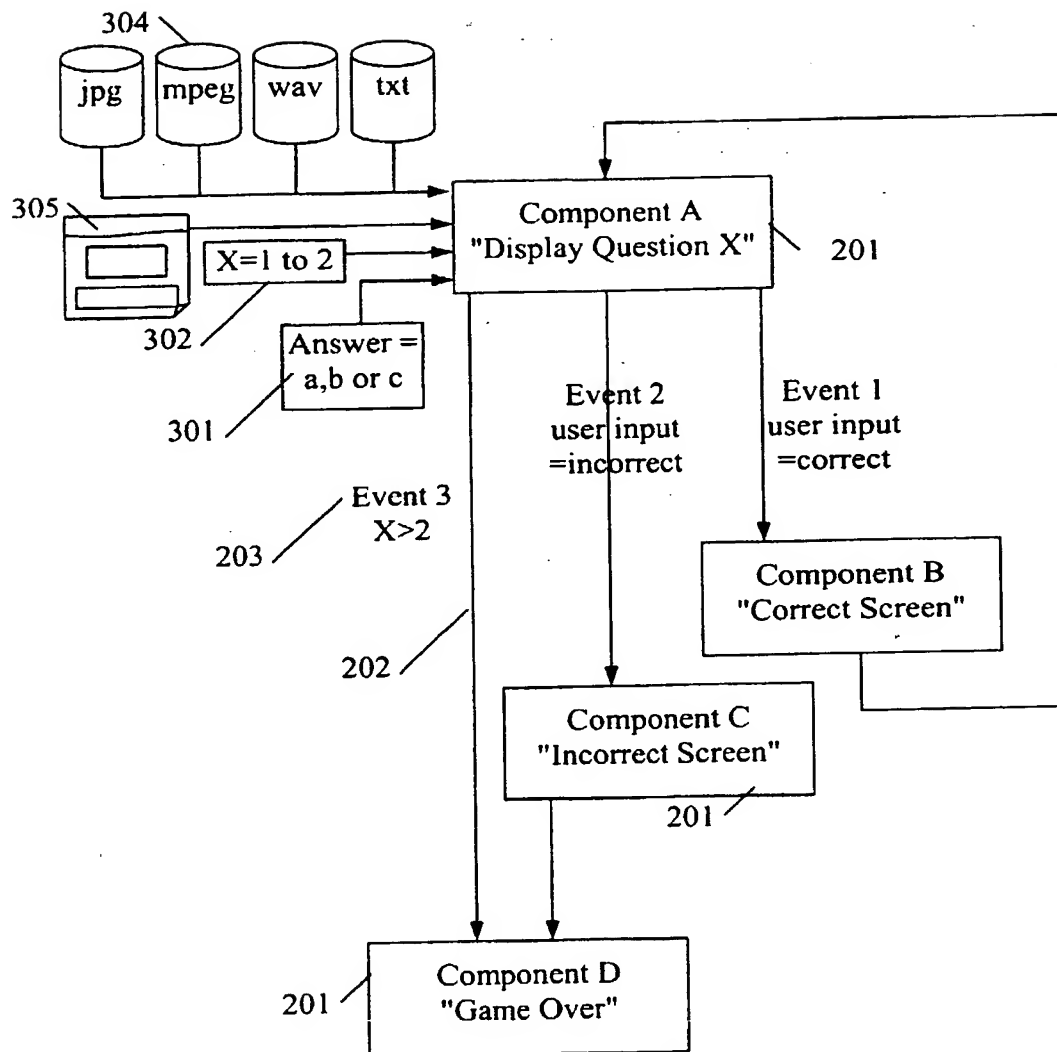 304
jpg
mpeg
wav
txt
305
Component A
"Display Question X"
201
X=1 to 2
302
Answer =
a,b or c
301
Event 2
user input
=incorrect
Event 1
user input
=correct
Event 3
X>2
203
Component B
"Correct Screen"
202
Component C
"Incorrect Screen"
201
Component D
"Game Over"
201